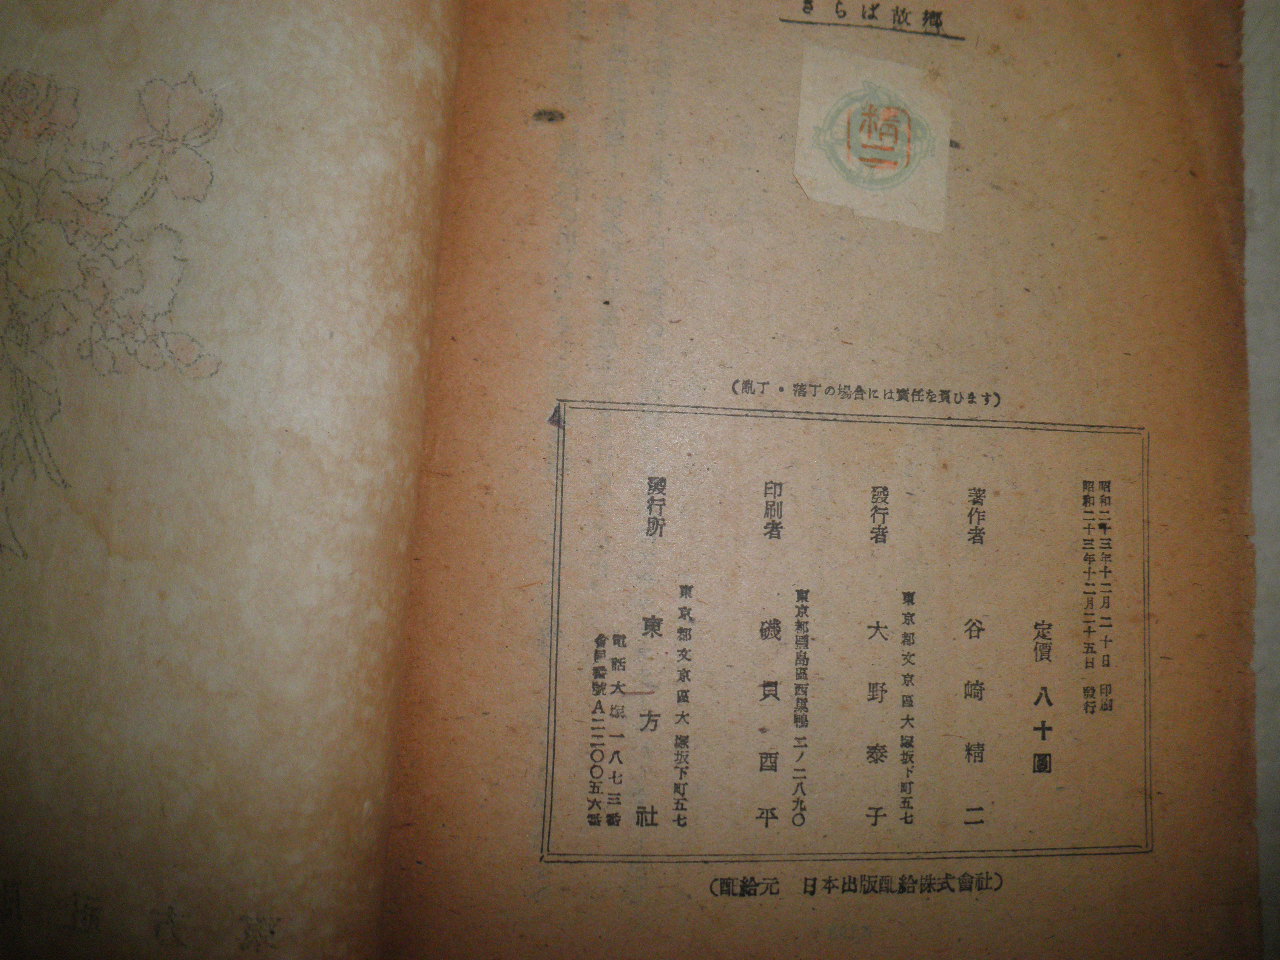 さらば故郷
精二
(亂丁・落丁の場合には責任を負ひます)
昭和二十三年十二月二十日 印刷
昭和二十三年十二月二十五日 發行
定價 八十圓
著作者 谷崎精二
東京都文京區大塚坂下町五七
發行者 大野泰子
東京都豐島區西巢鴨二ノ二八九〇
印刷者 磯貝酉平
東京都文京區大塚坂下町五七
發行所 東方社
電話大塚一八七三番
會員番號A二二〇〇五六番
(配給元 日本出版配給株式會社)